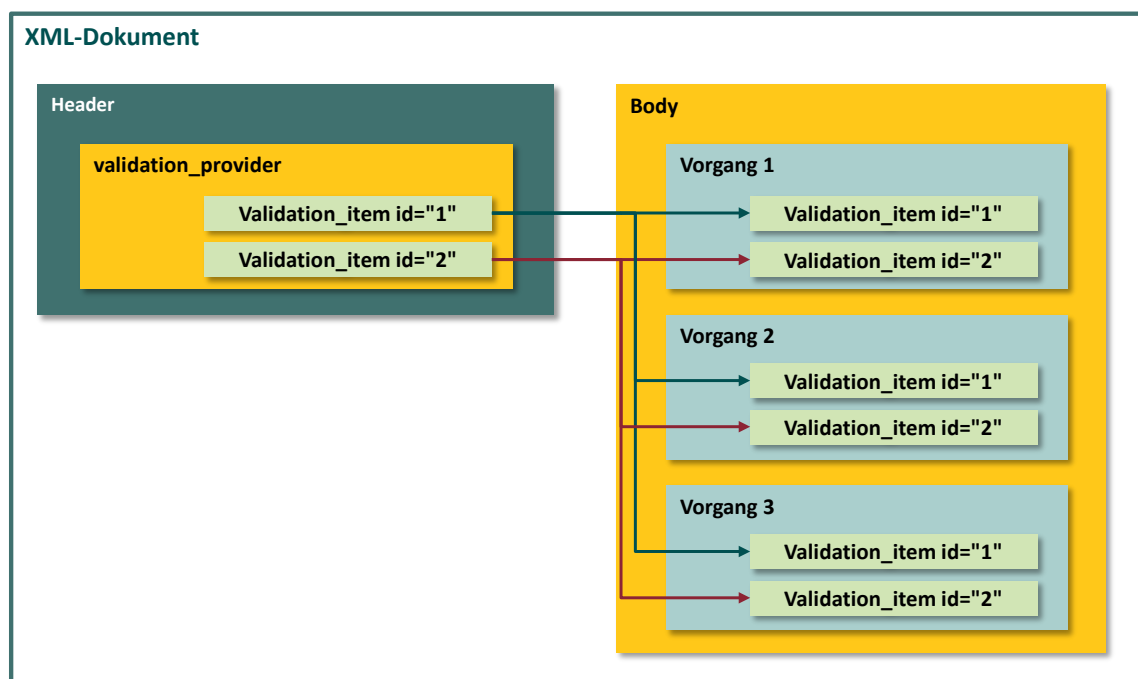 XML-Dokument
Header
validation_provider
Validation_item id="1"
Validation_item id="2"
Body
Vorgang 1
Validation_item id="1"
Validation_item id="2"
Vorgang 2
Validation_item id="1"
Validation_item id="2"
Vorgang 3
Validation_item id="1"
Validation_item id="2"